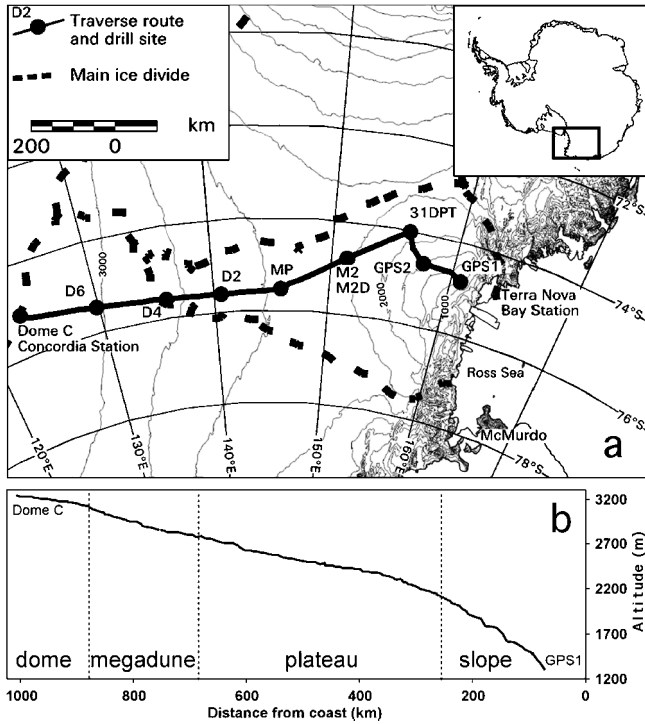 D2
Traverse route
and drill site
Main ice divide
km
200
0
72°S
31DPT
3000
D6
D4
D2
MP
M2
M2D
2000
GPS2
GPS1
1000
74°S
Terra Nova
Bay Station
Dome C
Concordia Station
Ross Sea
76°S
McMurdo
78°S
120°E
130°E
140°E
150°E
160°E
a
b
Dome C
GPS1
3200
2700
2200
1700
1200
Altitude (m)
dome
megadune
plateau
slope
1000
800
600
400
200
0
Distance from coast (km)